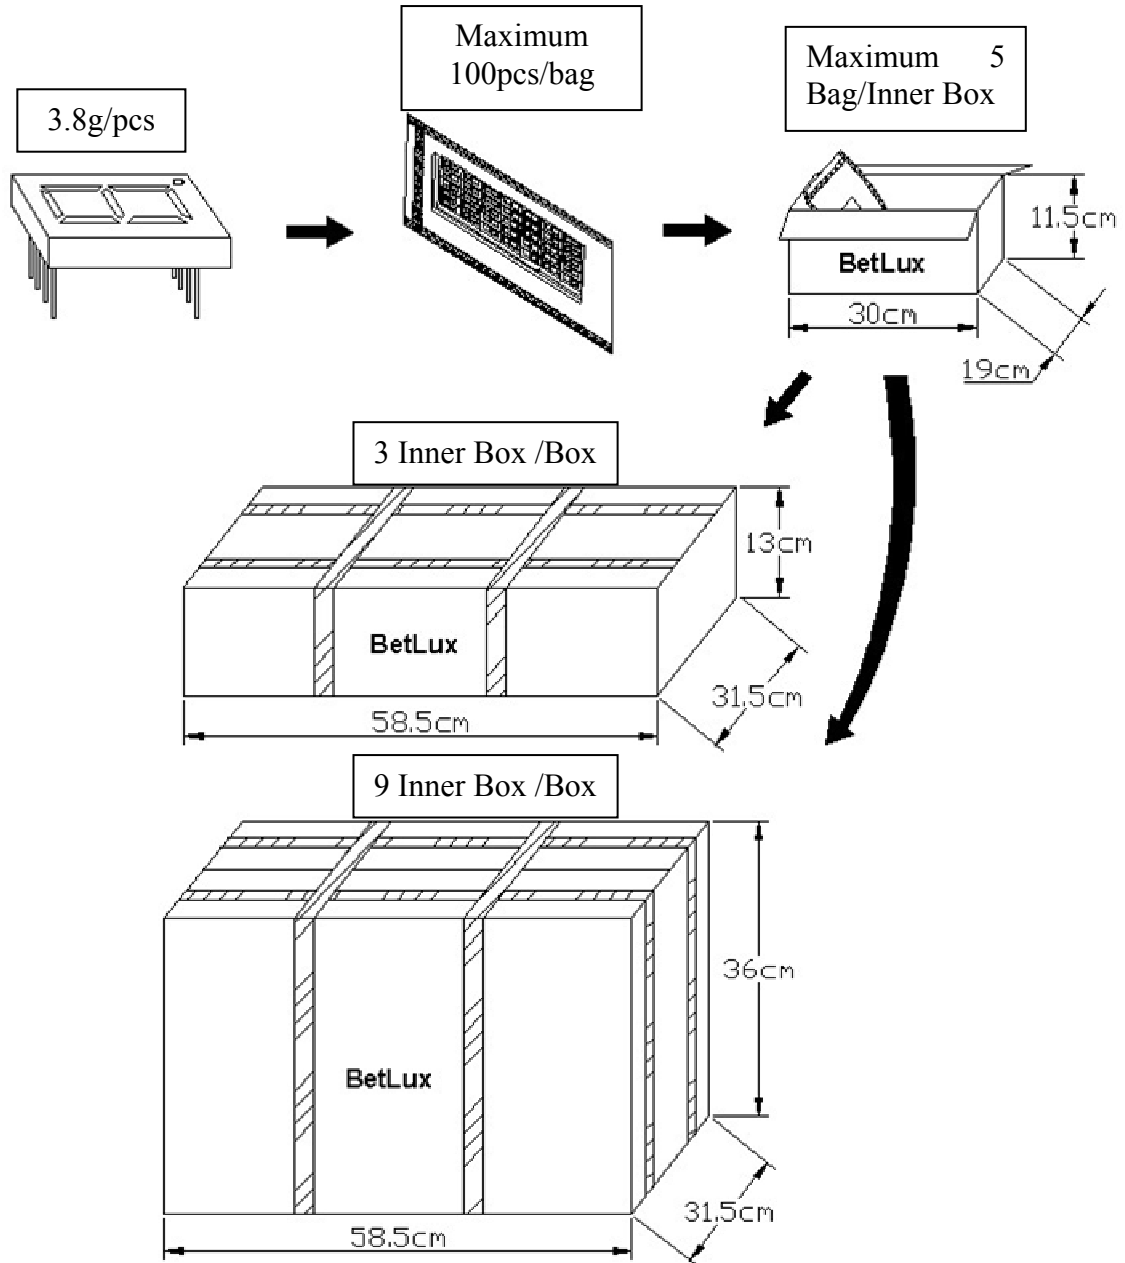 Maximum
100pcs/bag
Maximum 5
Bag/Inner Box
3.8g/pcs
11.5cm
BetLux
30cm
19cm
3 Inner Box /Box
13cm
BetLux
31.5cm
58.5cm
9 Inner Box /Box
36cm
BetLux
31.5cm
58.5cm